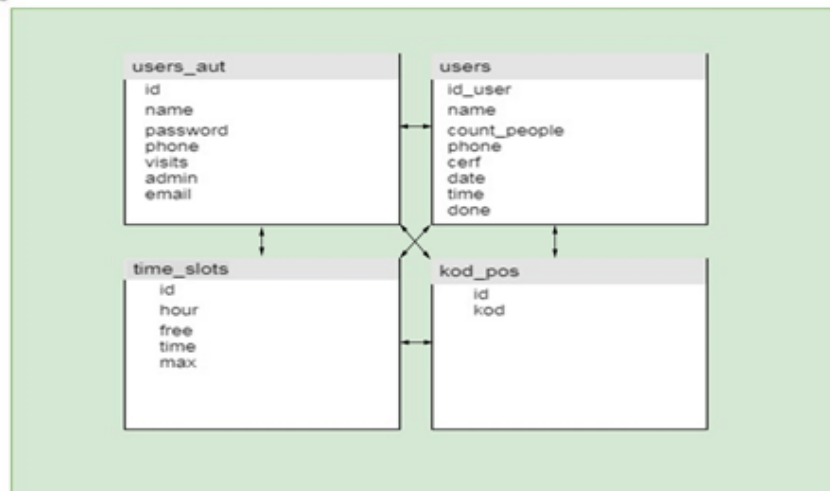 users_aut
id
name
password
phone
visits
admin
email
users
id_user
name
count_people
phone
cerf
date
time
done
time_slots
id
hour
free
time
max
kod_pos
id
kod